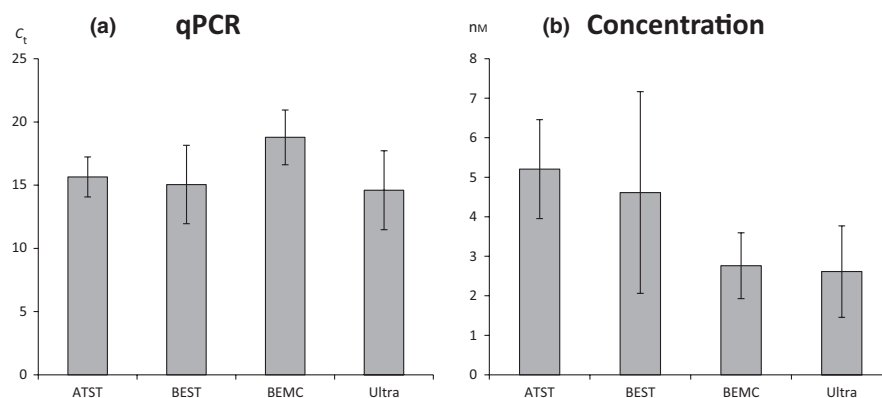 (a) qPCR
Ct
25
20
15
10
5
0
ATST BEST BEMC Ultra
(b) Concentration
nM
8
7
6
5
4
3
2
1
0
ATST BEST BEMC Ultra